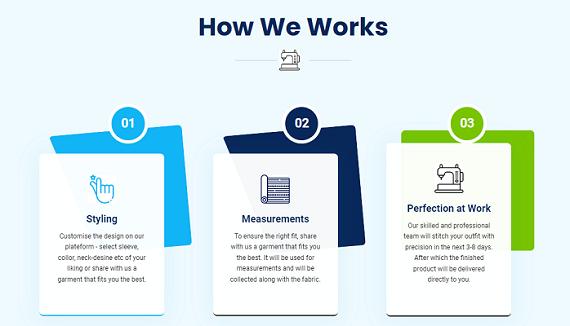 How We Works
01
Styling
Customise the design on our
plateform - select sleeve,
collor, neck-desine etc of your
liking or share with us a
garment that fits you the best.
02
Measurements
To ensure the right fit, share
with us a garment that fits you
the best. It will be used for
measurements and will be
collected along with the fabric.
03
Perfection at Work
Our skilled and professional
team will stitch your outfit with
precision in the next 3-8 days.
After which the finished
product will be delivered
directly to you.